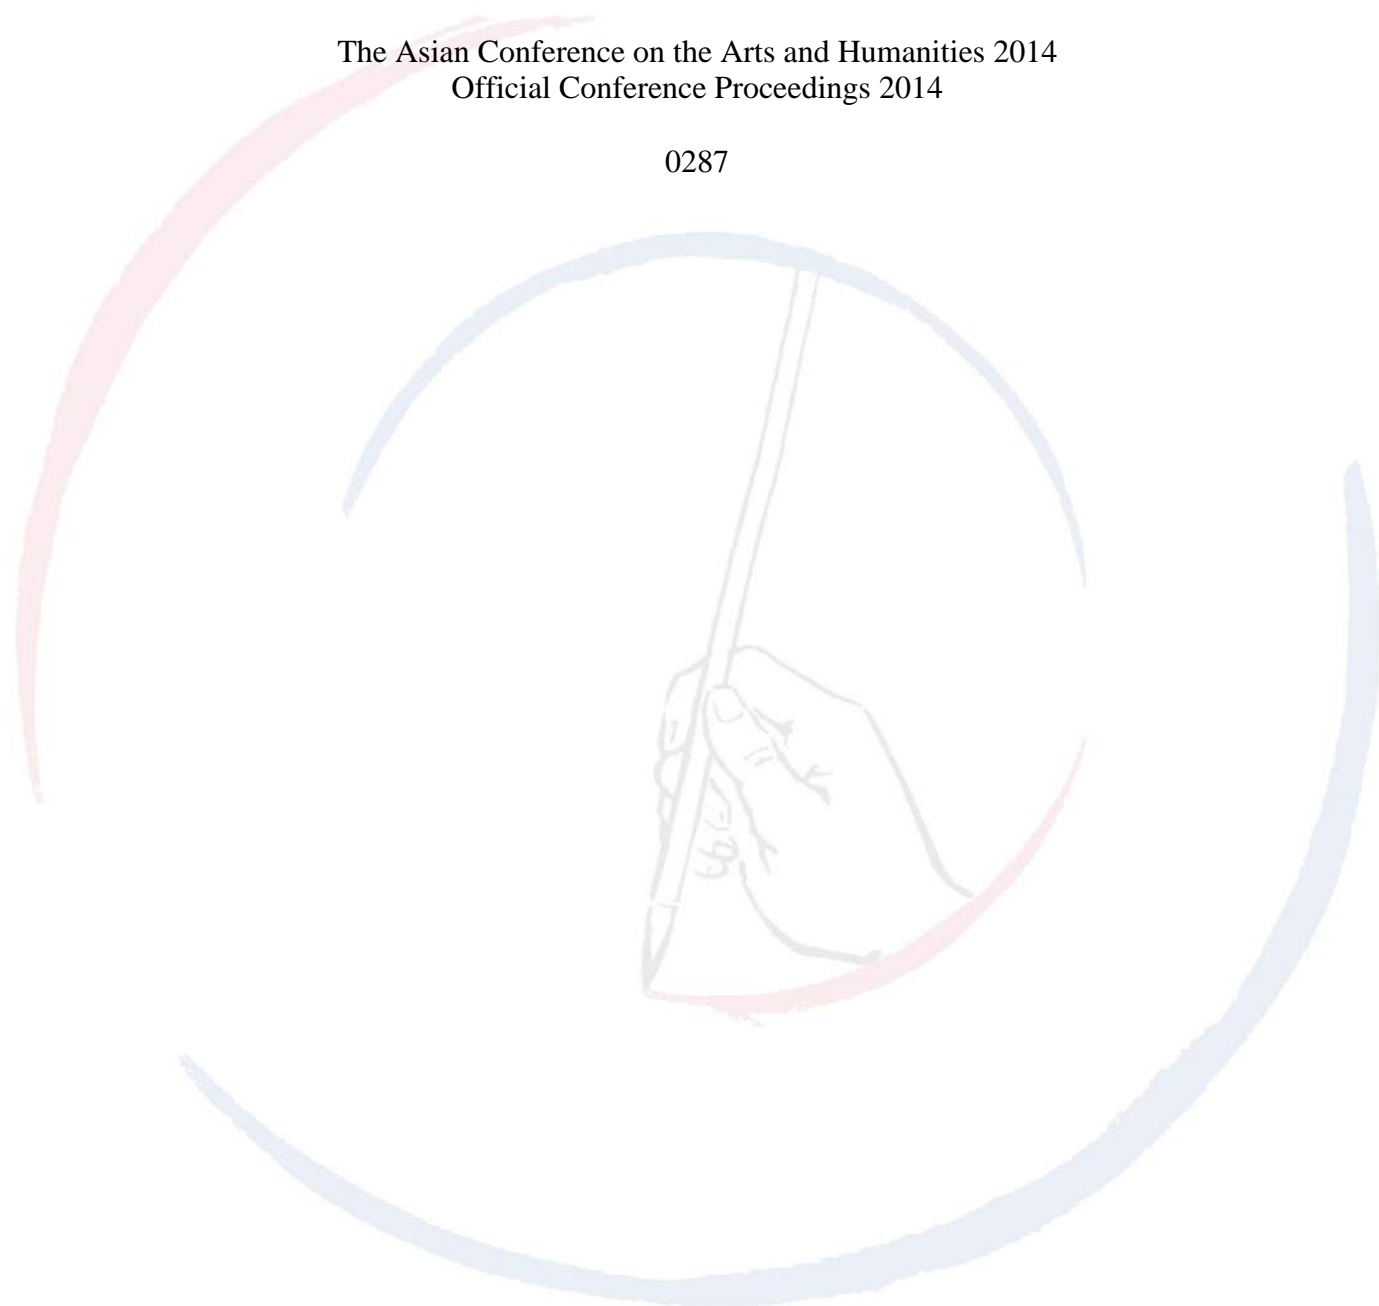 The Asian Conference on the Arts and Humanities 2014
Official Conference Proceedings 2014
0287